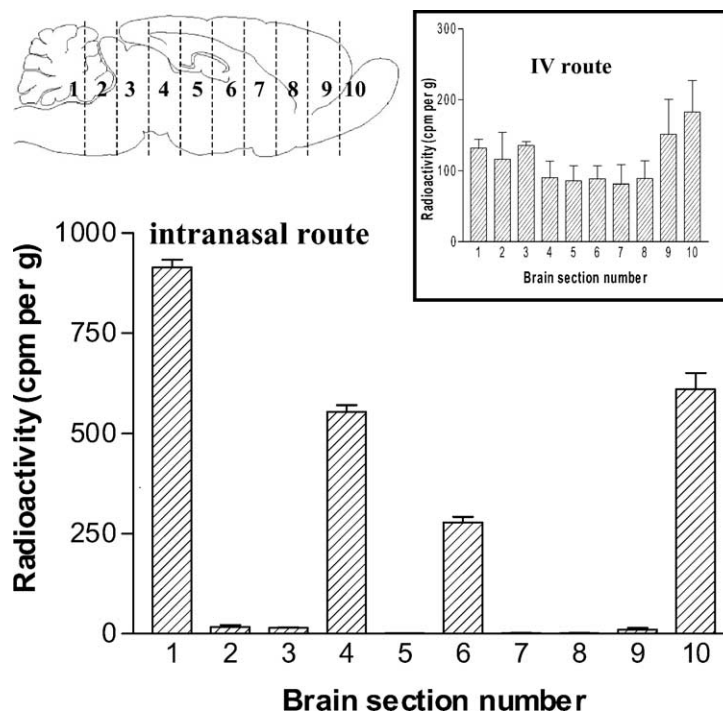 1 2 3 4 5 6 7 8 9 10
IV route
Radioactivity (cpm per g)
300
200
100
0
1 2 3 4 5 6 7 8 9 10
Brain section number
intranasal route
Radioactivity (cpm per g)
1000
750
500
250
0
1 2 3 4 5 6 7 8 9 10
Brain section number